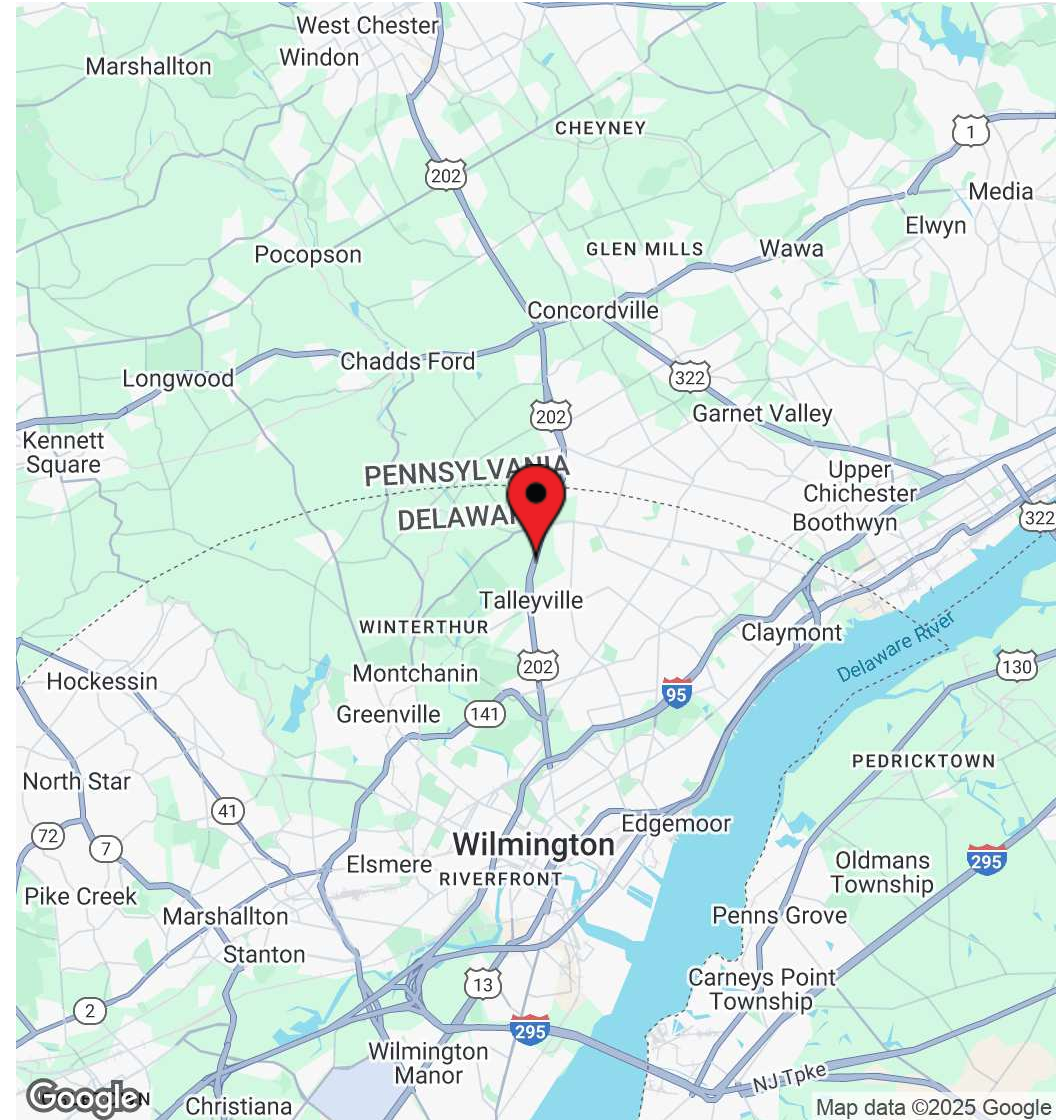 West Chester
Windon
Marshallton
CHEYNEY
1
202
Media
Elwyn
Pocopson
GLEN MILLS
Wawa
Concordville
Chadds Ford
Longwood
322
202
Garnet Valley
Kennett
Square
PENNSYLVANIA
Upper
Chichester
DELAWA
Boothwyn
322
Talleyville
WINTERTHUR
Claymont
Delaware River
202
130
Hockessin
Montchanin
95
Greenville
141
PEDRICKTOWN
North Star
41
72
7
Edgemoor
Wilmington
Elsmere
RIVERFRONT
Oldmans
Township
295
Pike Creek
Marshallton
Penns Grove
Stanton
Carneys Point
Township
13
2
295
Wilmington
Manor
NJ Tpke
Google
Christiana
Map data ©2025 Google